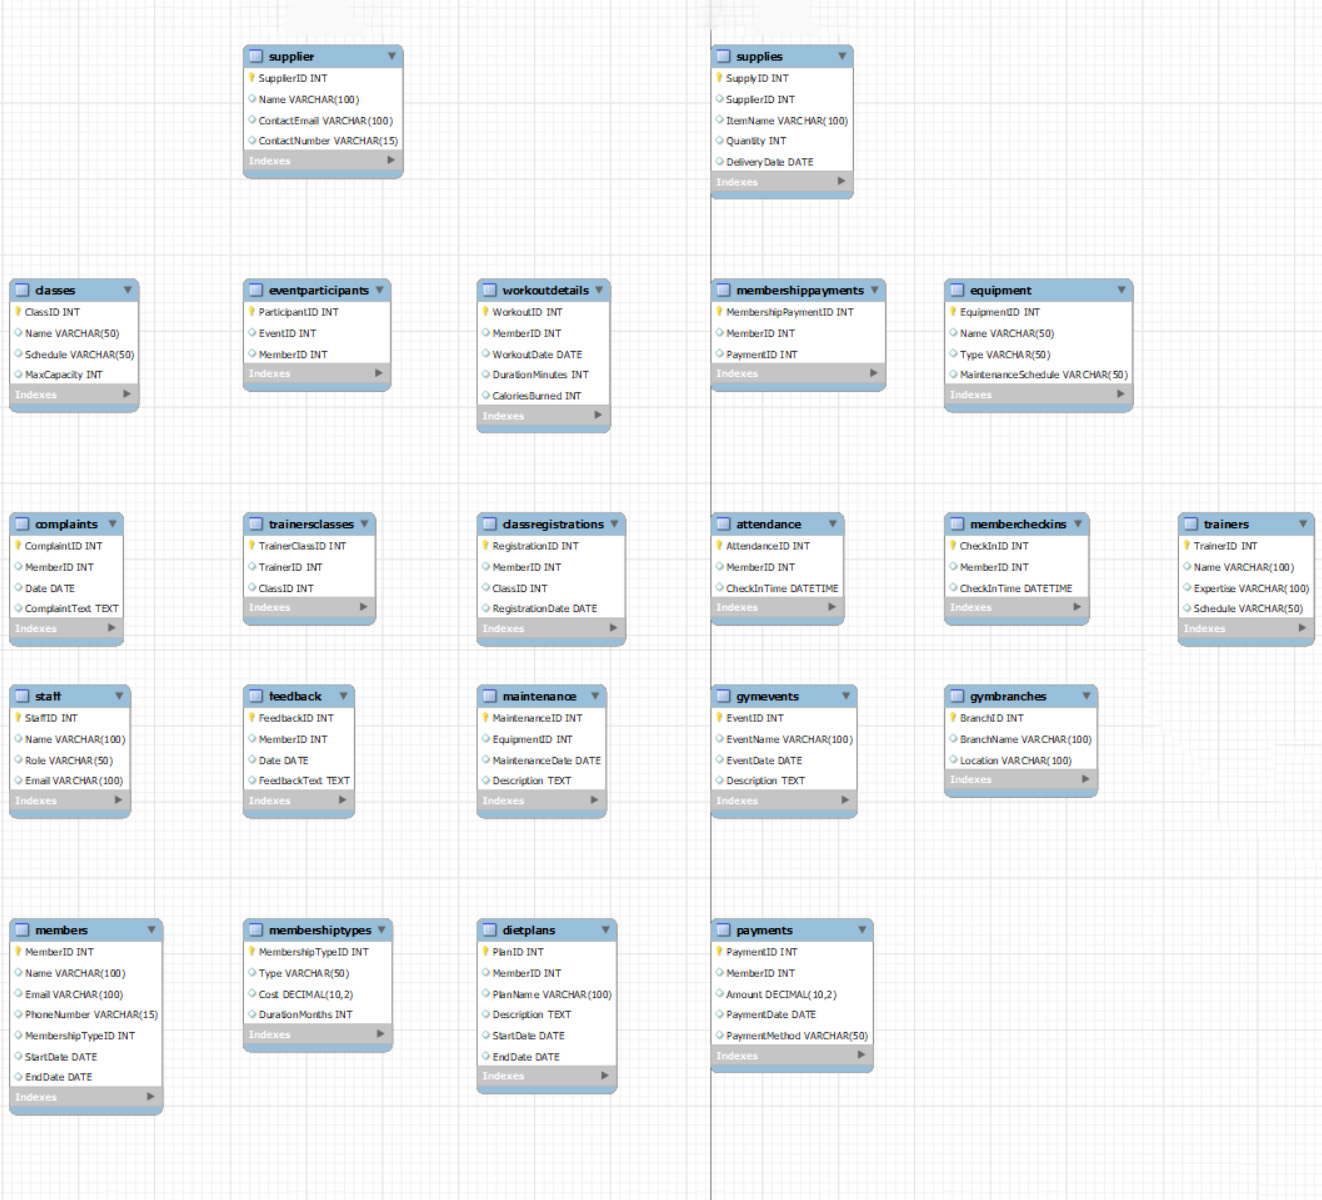 supplier
SupplierID INT
Name VARCHAR(100)
ContactEmail VARCHAR(100)
ContactNumber VARCHAR(15)
Indexes
supplies
SupplyID INT
SupplierID INT
ItemName VARCHAR(100)
Quantity INT
DeliveryDate DATE
Indexes
classes
ClassID INT
Name VARCHAR(50)
Schedule VARCHAR(50)
MaxCapacity INT
Indexes
eventparticipants
ParticipantID INT
EventID INT
MemberID INT
Indexes
workoutdetails
WorkoutID INT
MemberID INT
WorkoutDate DATE
DurationMinutes INT
CaloriesBurned INT
Indexes
membershippayments
MembershipPaymentID INT
MemberID INT
PaymentID INT
Indexes
equipment
EquipmentID INT
Name VARCHAR(50)
Type VARCHAR(50)
MaintenanceSchedule VARCHAR(50)
Indexes
complaints
ComplaintID INT
MemberID INT
Date DATE
ComplaintText TEXT
Indexes
trainersclasses
TrainerClassID INT
TrainerID INT
ClassID INT
Indexes
classregistrations
RegistrationID INT
MemberID INT
ClassID INT
RegistrationDate DATE
Indexes
attendance
AttendanceID INT
MemberID INT
CheckInTime DATETIME
Indexes
membercheckins
CheckInID INT
MemberID INT
CheckInTime DATETIME
Indexes
trainers
TrainerID INT
Name VARCHAR(100)
Expertise VARCHAR(100)
Schedule VARCHAR(50)
Indexes
staff
StaffID INT
Name VARCHAR(100)
Role VARCHAR(50)
Email VARCHAR(100)
Indexes
feedback
FeedbackID INT
MemberID INT
Date DATE
FeedbackText TEXT
Indexes
maintenance
MaintenanceID INT
EquipmentID INT
MaintenanceDate DATE
Description TEXT
Indexes
gymevents
EventID INT
EventName VARCHAR(100)
EventDate DATE
Description TEXT
Indexes
gymbranches
BranchID INT
BranchName VARCHAR(100)
Location VARCHAR(100)
Indexes
members
MemberID INT
Name VARCHAR(100)
Email VARCHAR(100)
PhoneNumber VARCHAR(15)
MembershipTypeID INT
StartDate DATE
EndDate DATE
Indexes
membershiptypes
MembershipTypeID INT
Type VARCHAR(50)
Cost DECIMAL(10,2)
DurationMonths INT
Indexes
dietplans
PlanID INT
MemberID INT
PlanName VARCHAR(100)
Description TEXT
StartDate DATE
EndDate DATE
Indexes
payments
PaymentID INT
MemberID INT
Amount DECIMAL(10,2)
PaymentDate DATE
PaymentMethod VARCHAR(50)
Indexes